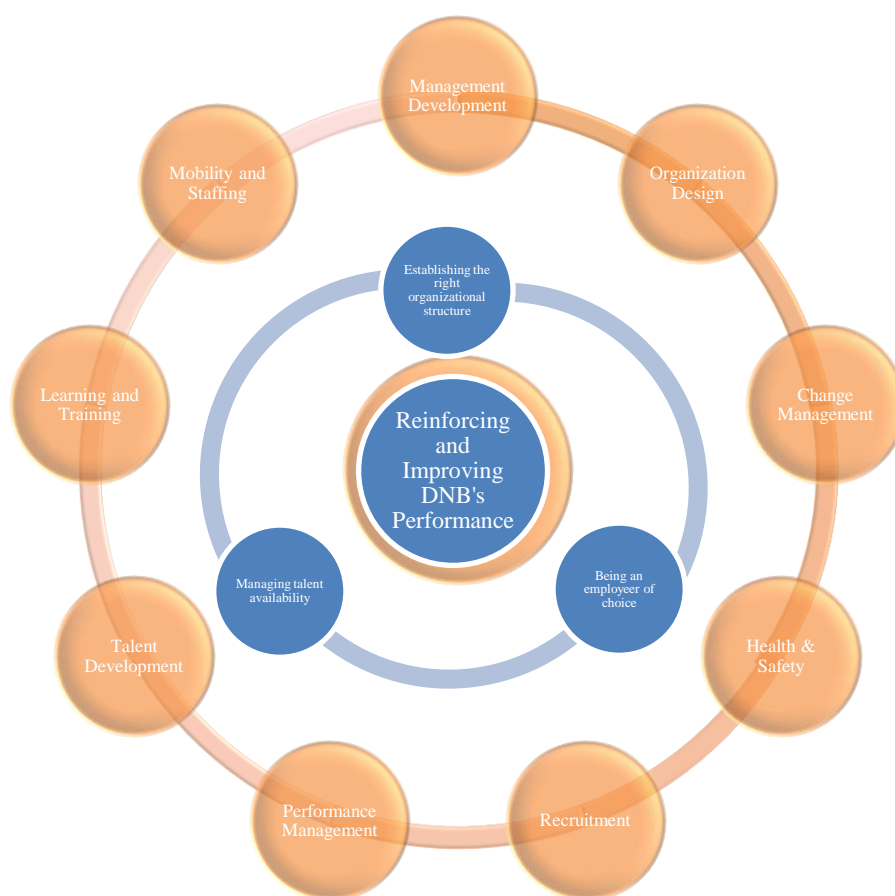 Management
Development
Organization
Design
Change
Management
Health &
Safety
Recruitment
Performance
Management
Talent
Development
Learning and
Training
Mobility and
Staffing
Establishing the
right
organizational
structure
Being an
employeer of
choice
Managing talent
availability
Reinforcing
and
Improving
DNB's
Performance